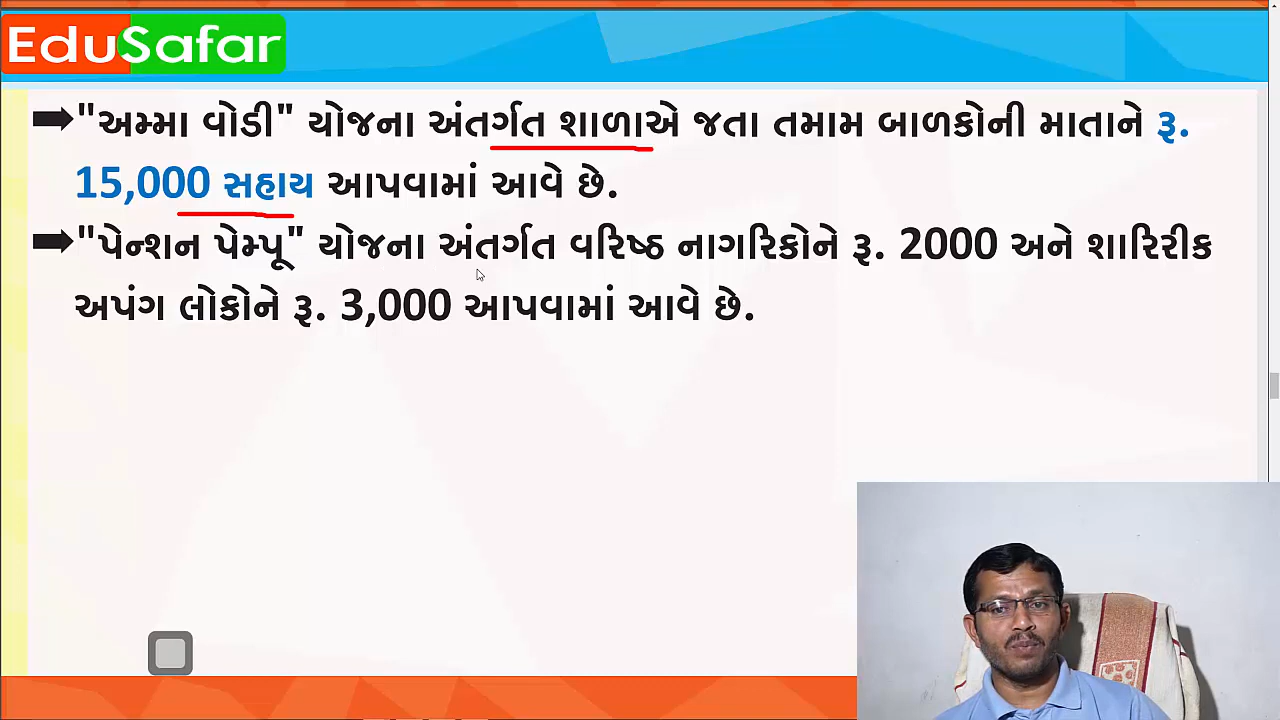 EduSafar
➡"અમ્મા વોડી" યોજના અંતર્ગત શાળાએ જતા તમામ બાળકોની માતાને રૂ.
15,000 સહાય આપવામાં આવે છે.
➡"પેન્શન પેમ્પૂ" યોજના અંતર્ગત વરિષ્ઠ નાગરિકોને રૂ. 2000 અને શારિરીક
અપંગ લોકોને રૂ. 3,000 આપવામાં આવે છે.